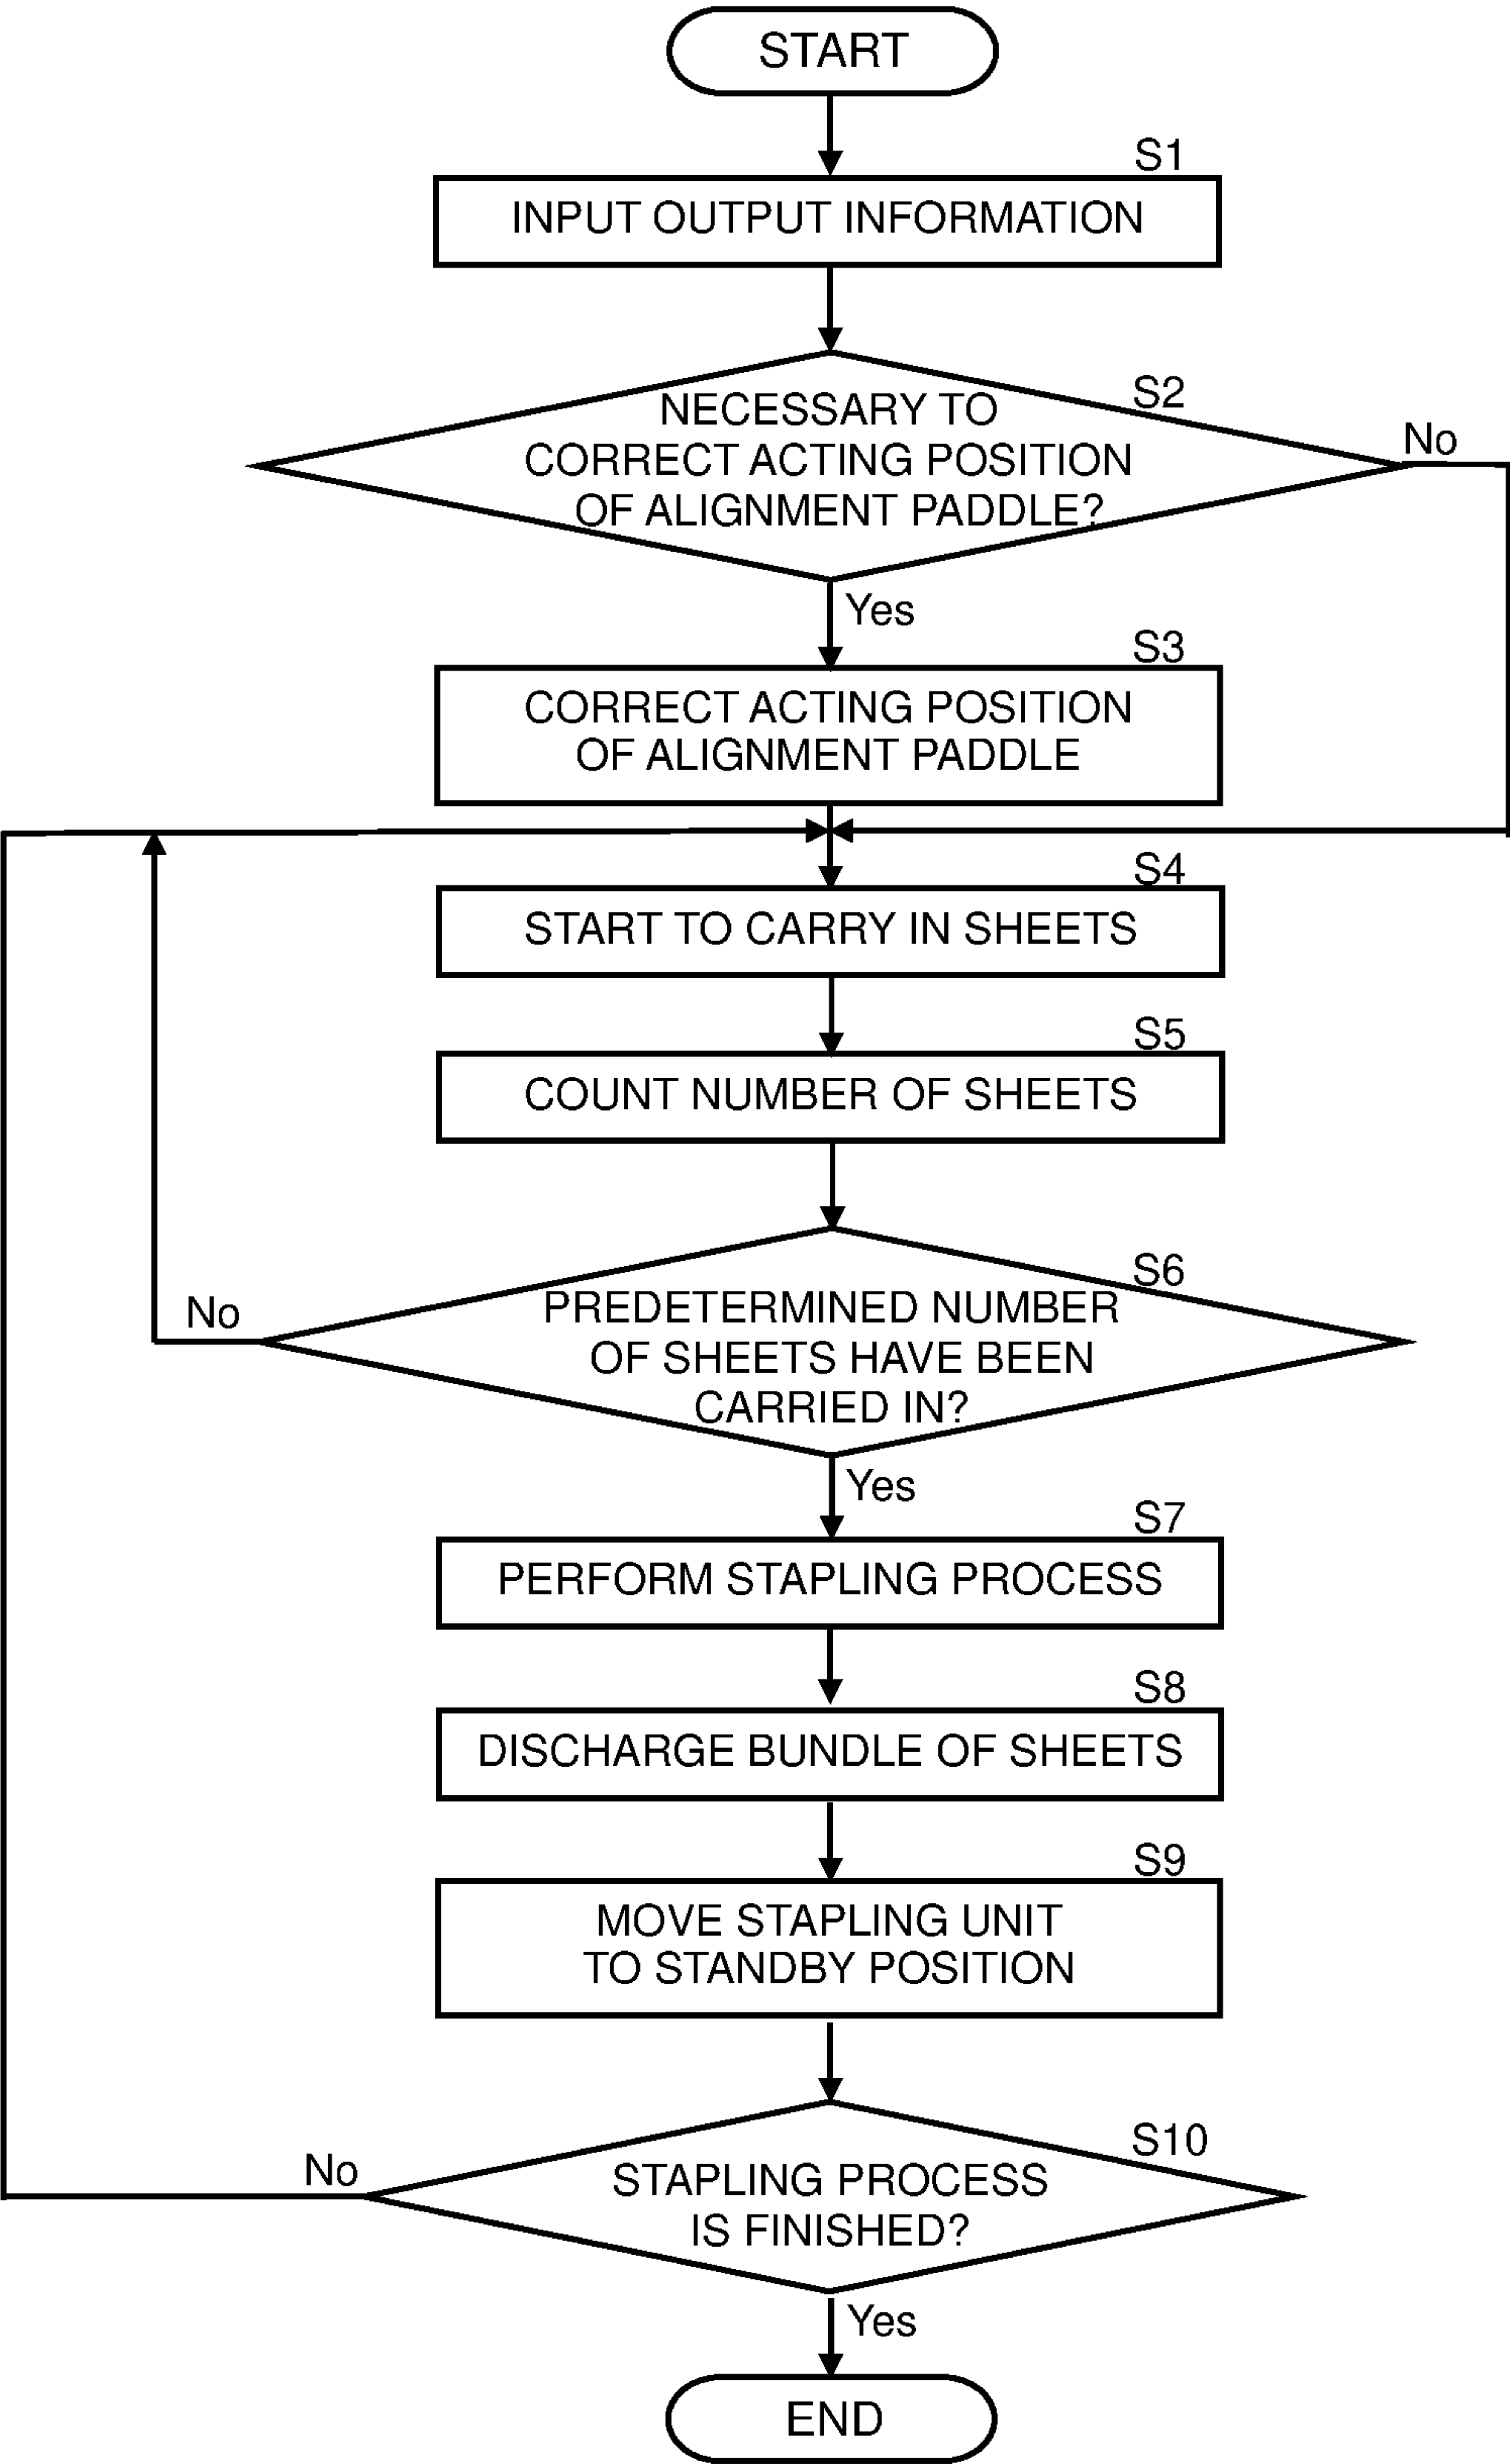 START
S1
INPUT OUTPUT INFORMATION
S2
NECESSARY TO
CORRECT ACTING POSITION
OF ALIGNMENT PADDLE?
No
Yes
S3
CORRECT ACTING POSITION
OF ALIGNMENT PADDLE
S4
START TO CARRY IN SHEETS
S5
COUNT NUMBER OF SHEETS
S6
PREDETERMINED NUMBER
OF SHEETS HAVE BEEN
CARRIED IN?
No
Yes
S7
PERFORM STAPLING PROCESS
S8
DISCHARGE BUNDLE OF SHEETS
S9
MOVE STAPLING UNIT
TO STANDBY POSITION
S10
STAPLING PROCESS
IS FINISHED?
No
Yes
END